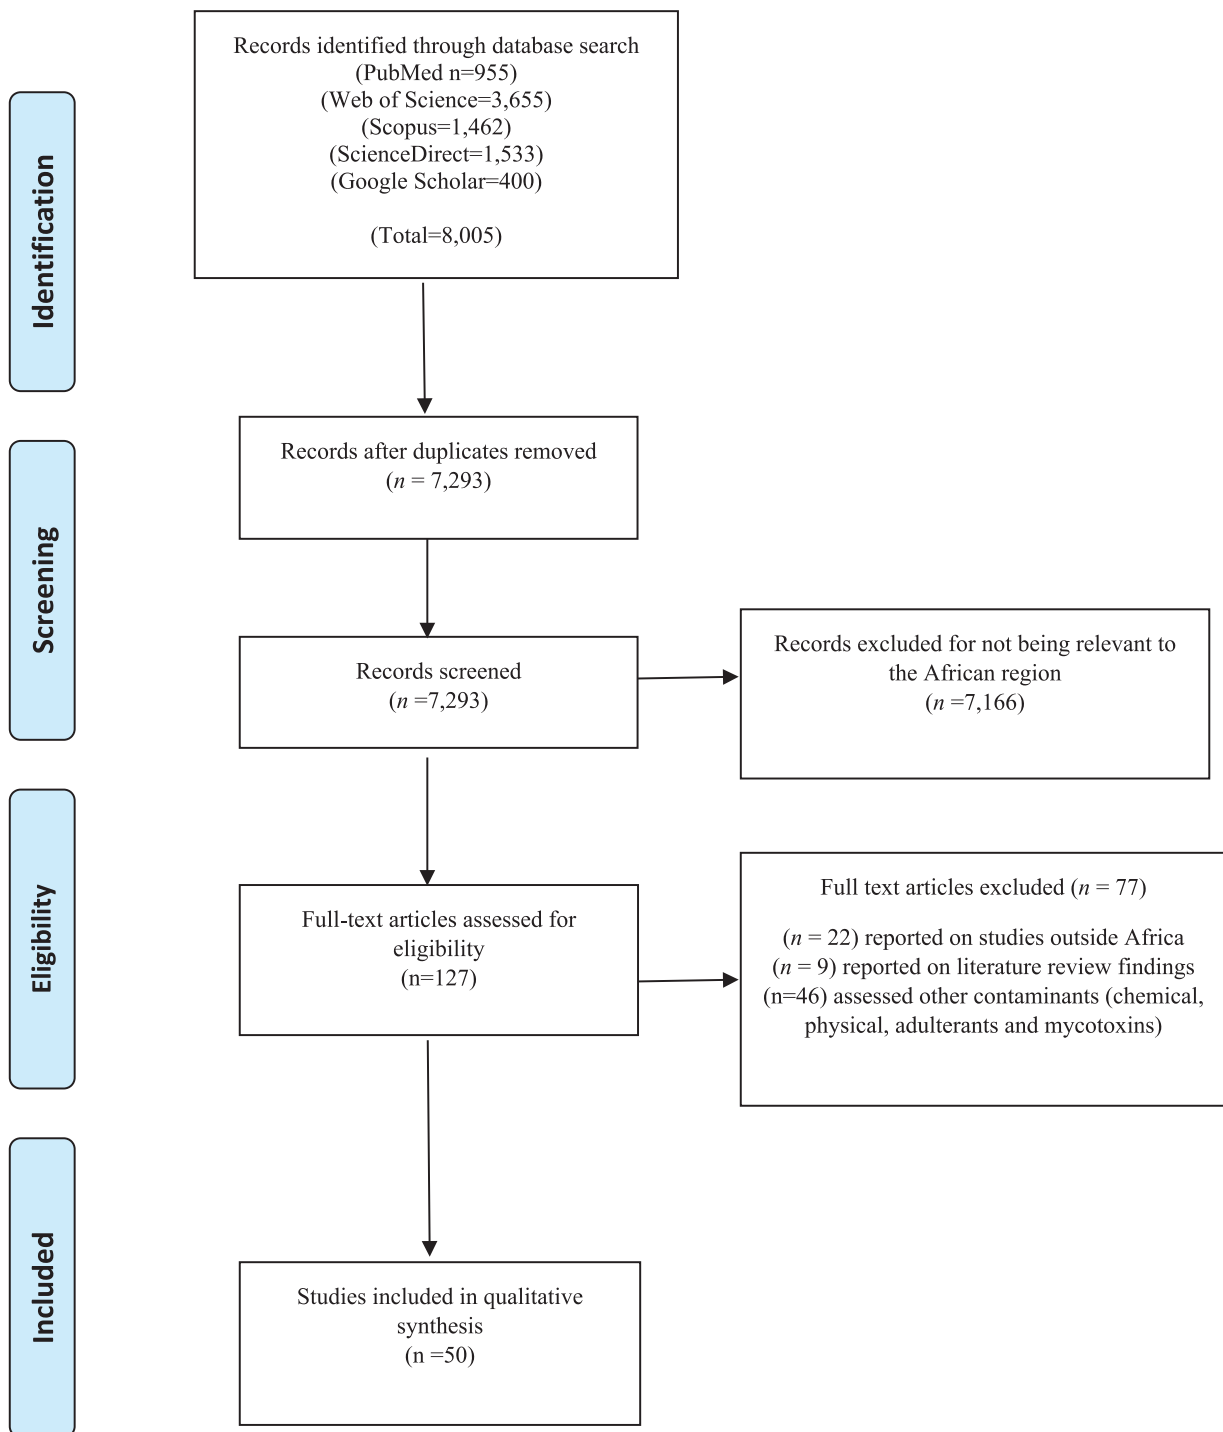 Identification
Records identified through database search
(PubMed n=955)
(Web of Science=3,655)
(Scopus=1,462)
(ScienceDirect=1,533)
(Google Scholar=400)
(Total=8,005)
Screening
Records after duplicates removed
(n = 7,293)
Records screened
(n =7,293)
Records excluded for not being relevant to
the African region
(n =7,166)
Eligibility
Full-text articles assessed for
eligibility
(n=127)
Full text articles excluded (n = 77)
(n = 22) reported on studies outside Africa
(n = 9) reported on literature review findings
(n=46) assessed other contaminants (chemical,
physical, adulterants and mycotoxins)
Included
Studies included in qualitative
synthesis
(n =50)